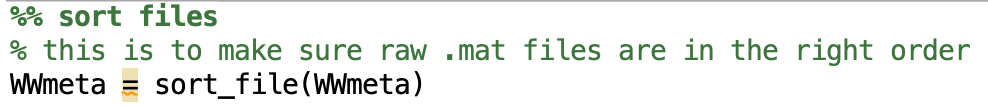 %% sort files
% this is to make sure raw .mat files are in the right order
WWmeta = sort_file(WWmeta)